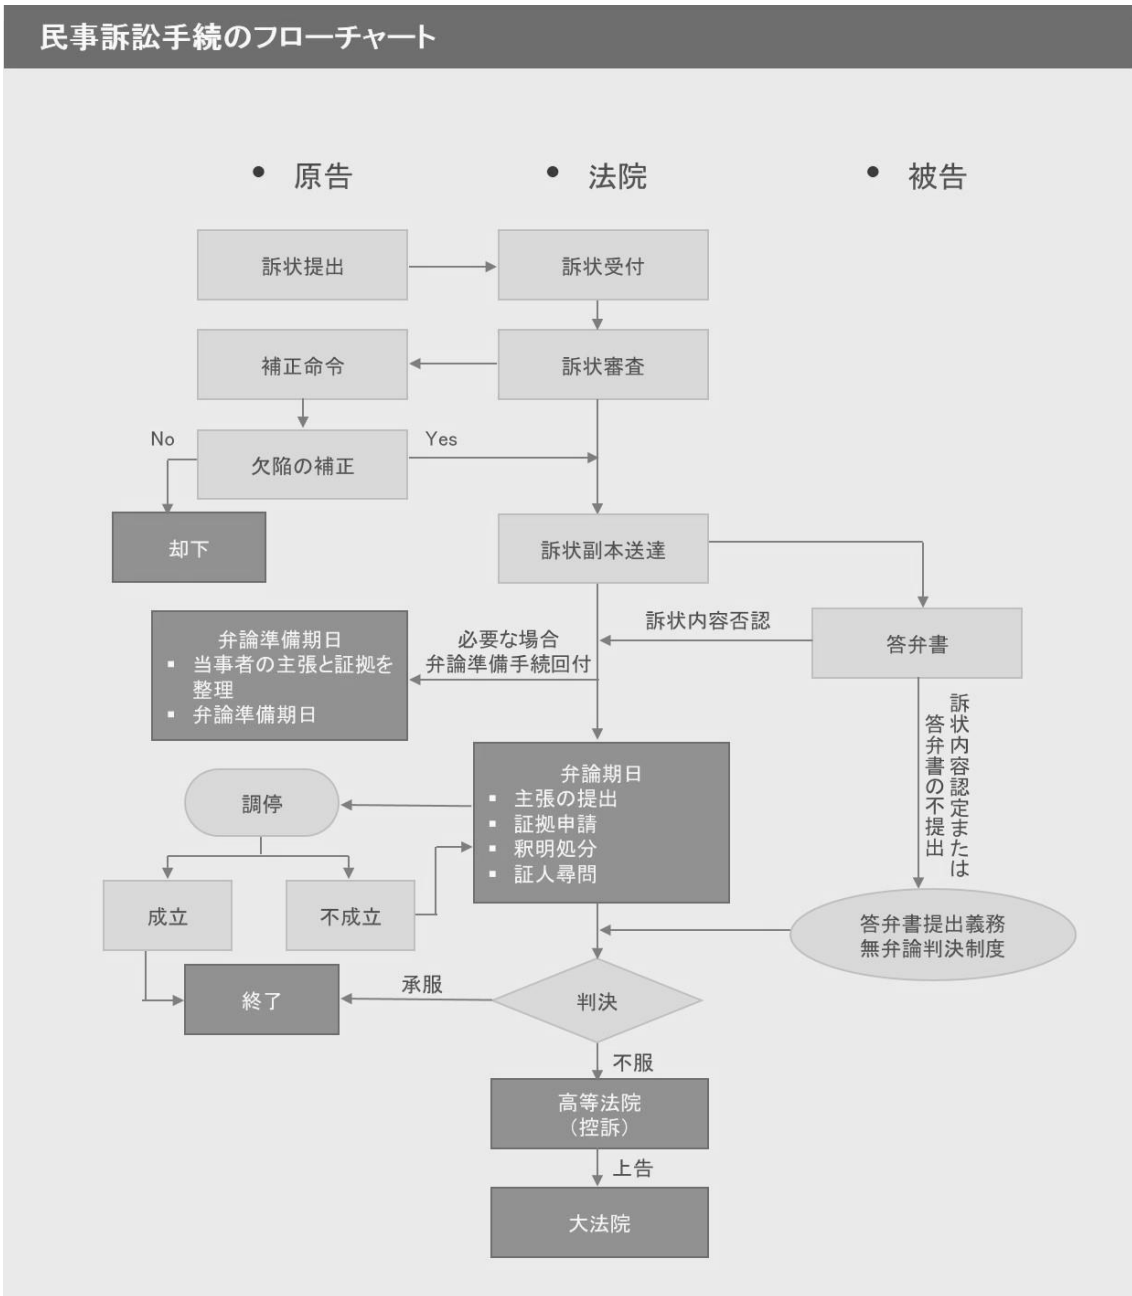 民事訴訟手続のフローチャート
• 原告
• 法院
• 被告
訴状提出
訴状受付
補正命令
訴状審査
No
欠陥の補正
Yes
却下
訴状副本送達
訴状内容否認
答弁書
必要な場合
弁論準備手続回付
弁論準備期日
▪ 当事者の主張と証拠を
整理
▪ 弁論準備期日
訴状内容認定または
答弁書の不提出
弁論期日
▪ 主張の提出
▪ 証拠申請
▪ 釈明処分
▪ 証人尋問
調停
成立
不成立
答弁書提出義務
無弁論判決制度
終了
承服
判決
不服
高等法院
（控訴）
上告
大法院